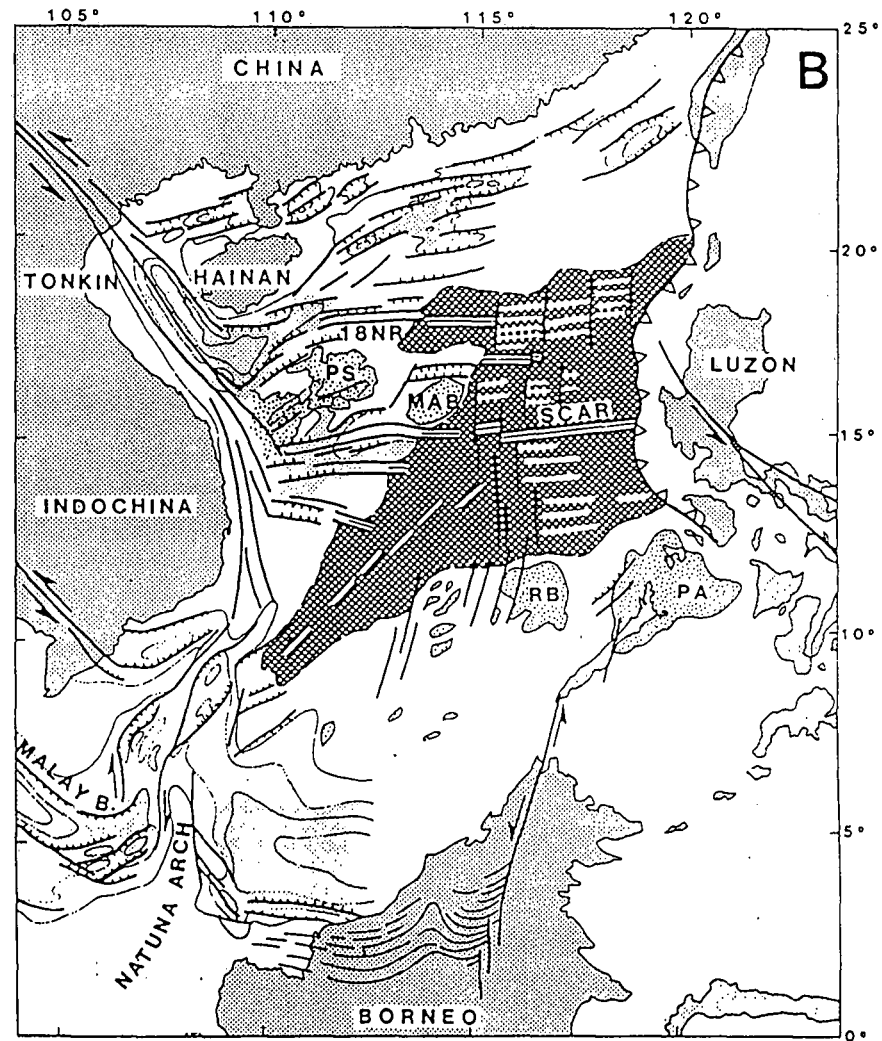 105° 110° 115° 120° 25°
CHINA
B
20°
TONKIN
HAINAN
18NR
LUZON
PS
MAB
SCAR
15°
INDOCHINA
RB
PA
10°
MALAY B.
5°
NATUNA ARCH
BORNEO
0°